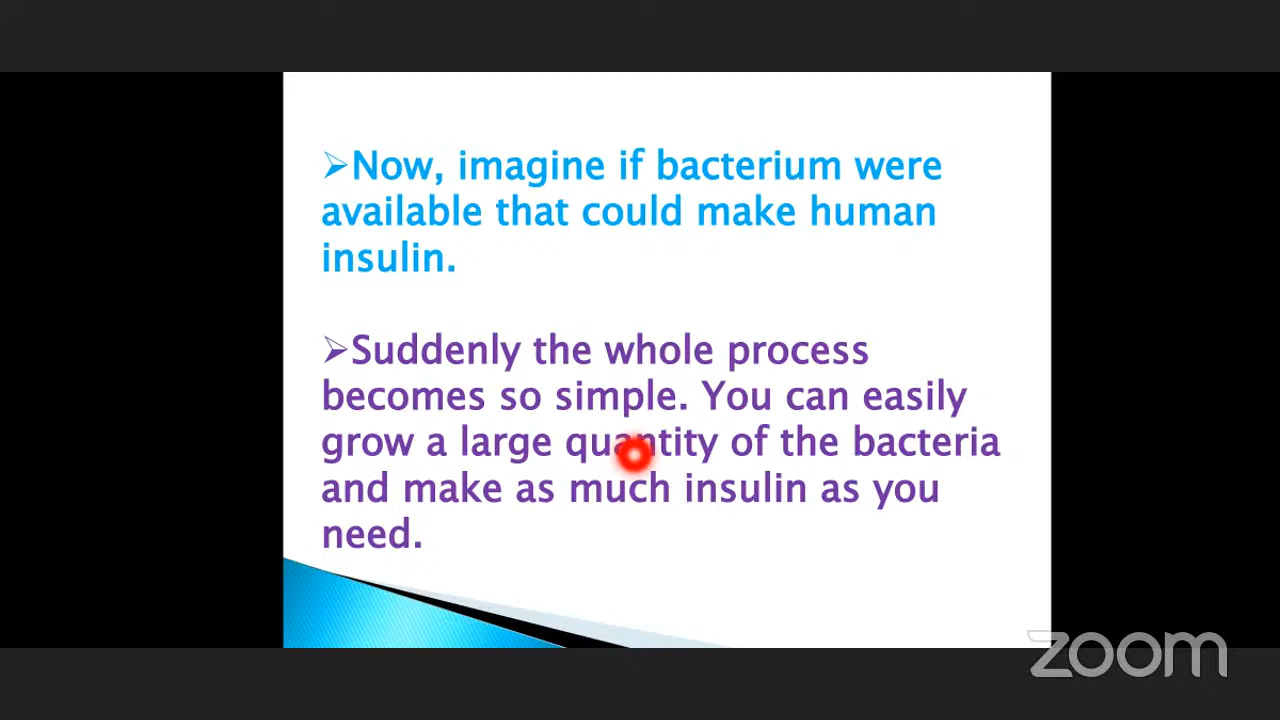 ➢Now, imagine if bacterium were
available that could make human
insulin.
➢Suddenly the whole process
becomes so simple. You can easily
grow a large quantity of the bacteria
and make as much insulin as you
need.
zoom